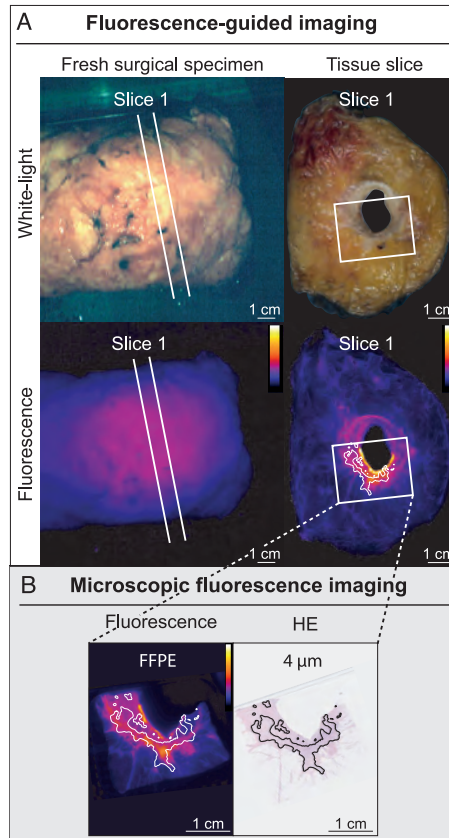 A Fluorescence-guided imaging
Fresh surgical specimen
Tissue slice
White-light
Slice 1
1 cm
Slice 1
1 cm
Fluorescence
Slice 1
1 cm
Slice 1
1 cm
B Microscopic fluorescence imaging
Fluorescence
HE
FFPE
1 cm
4 µm
1 cm